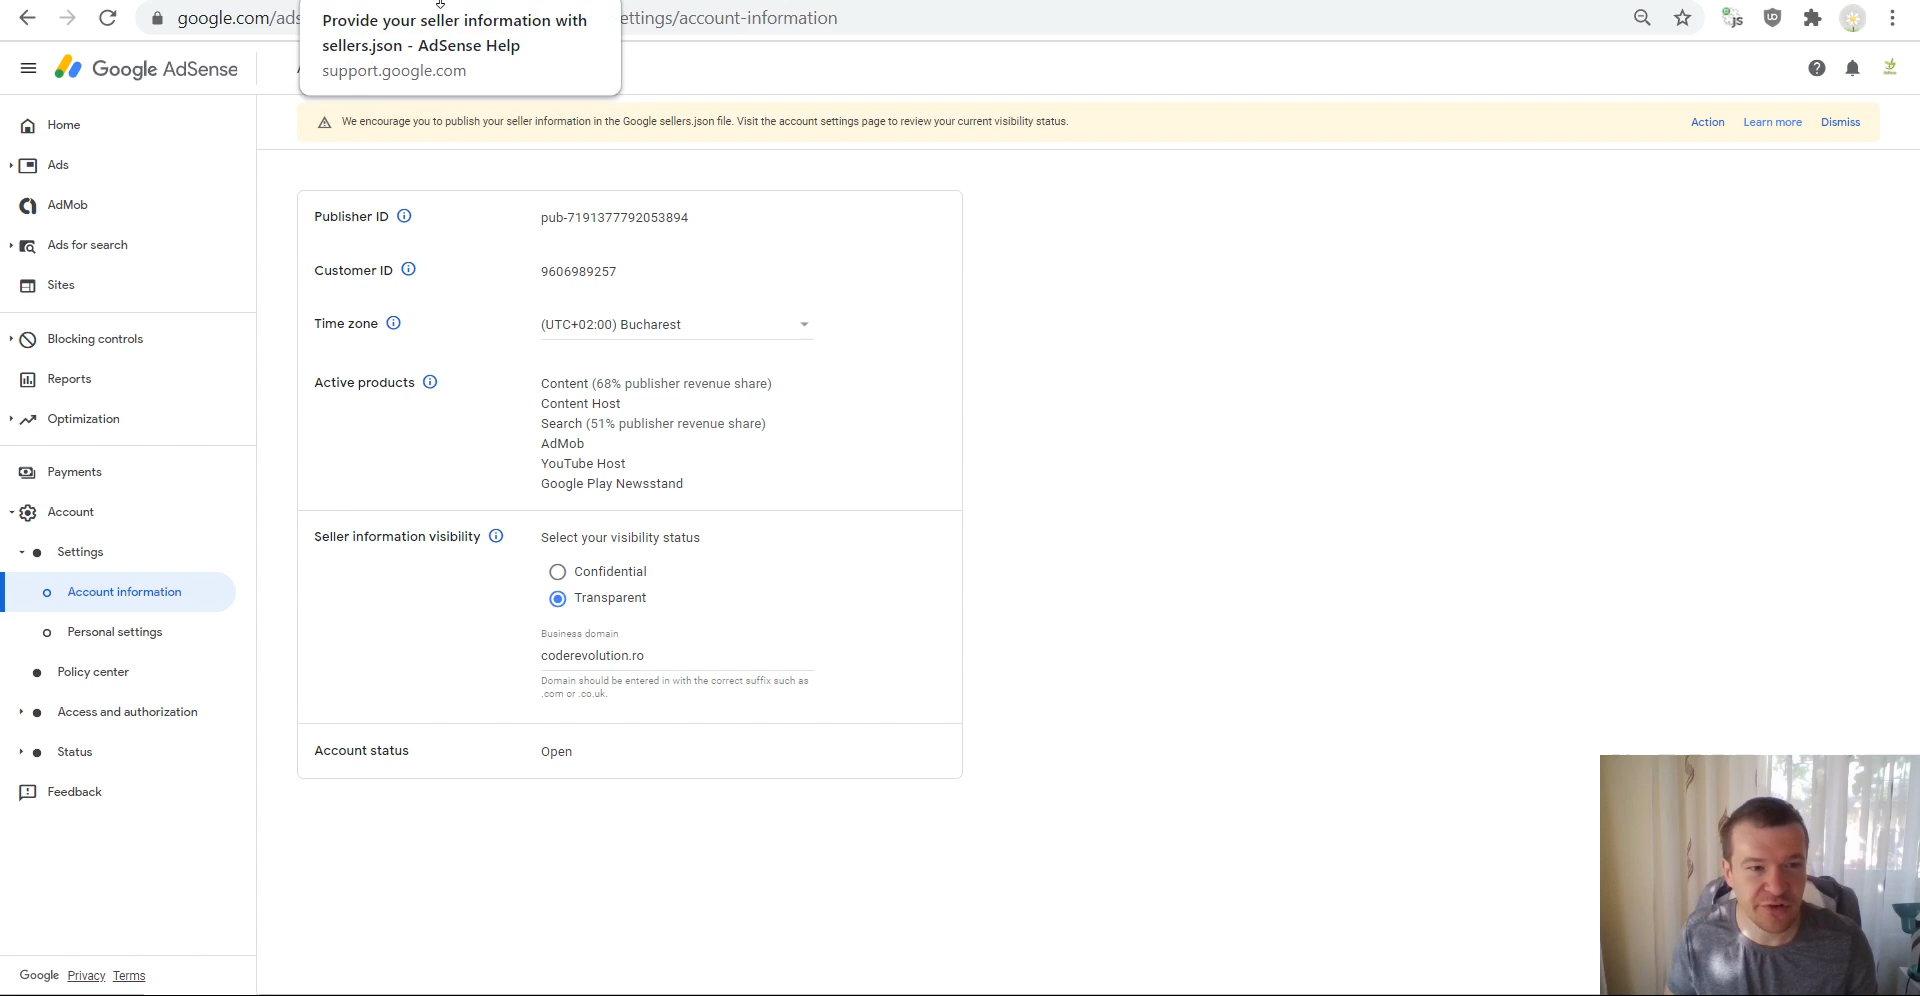 google.com/ads
ettings/account-information
Provide your seller information with
sellers.json - AdSense Help
support.google.com
Google AdSense
We encourage you to publish your seller information in the Google sellers.json file. Visit the account settings page to review your current visibility status.
Action
Learn more
Dismiss
Home
Ads
AdMob
Ads for search
Sites
Blocking controls
Reports
Optimization
Payments
Account
Settings
Account information
Personal settings
Policy center
Access and authorization
Status
Feedback
Google Privacy Terms
Publisher ID
pub-7191377792053894
Customer ID
9606989257
Time zone
(UTC+02:00) Bucharest
Active products
Content (68% publisher revenue share)
Content Host
Search (51% publisher revenue share)
AdMob
YouTube Host
Google Play Newsstand
Seller information visibility
Select your visibility status
Confidential
Transparent
Business domain
coderevolution.ro
Domain should be entered in with the correct suffix such as
.com or .co.uk.
Account status
Open